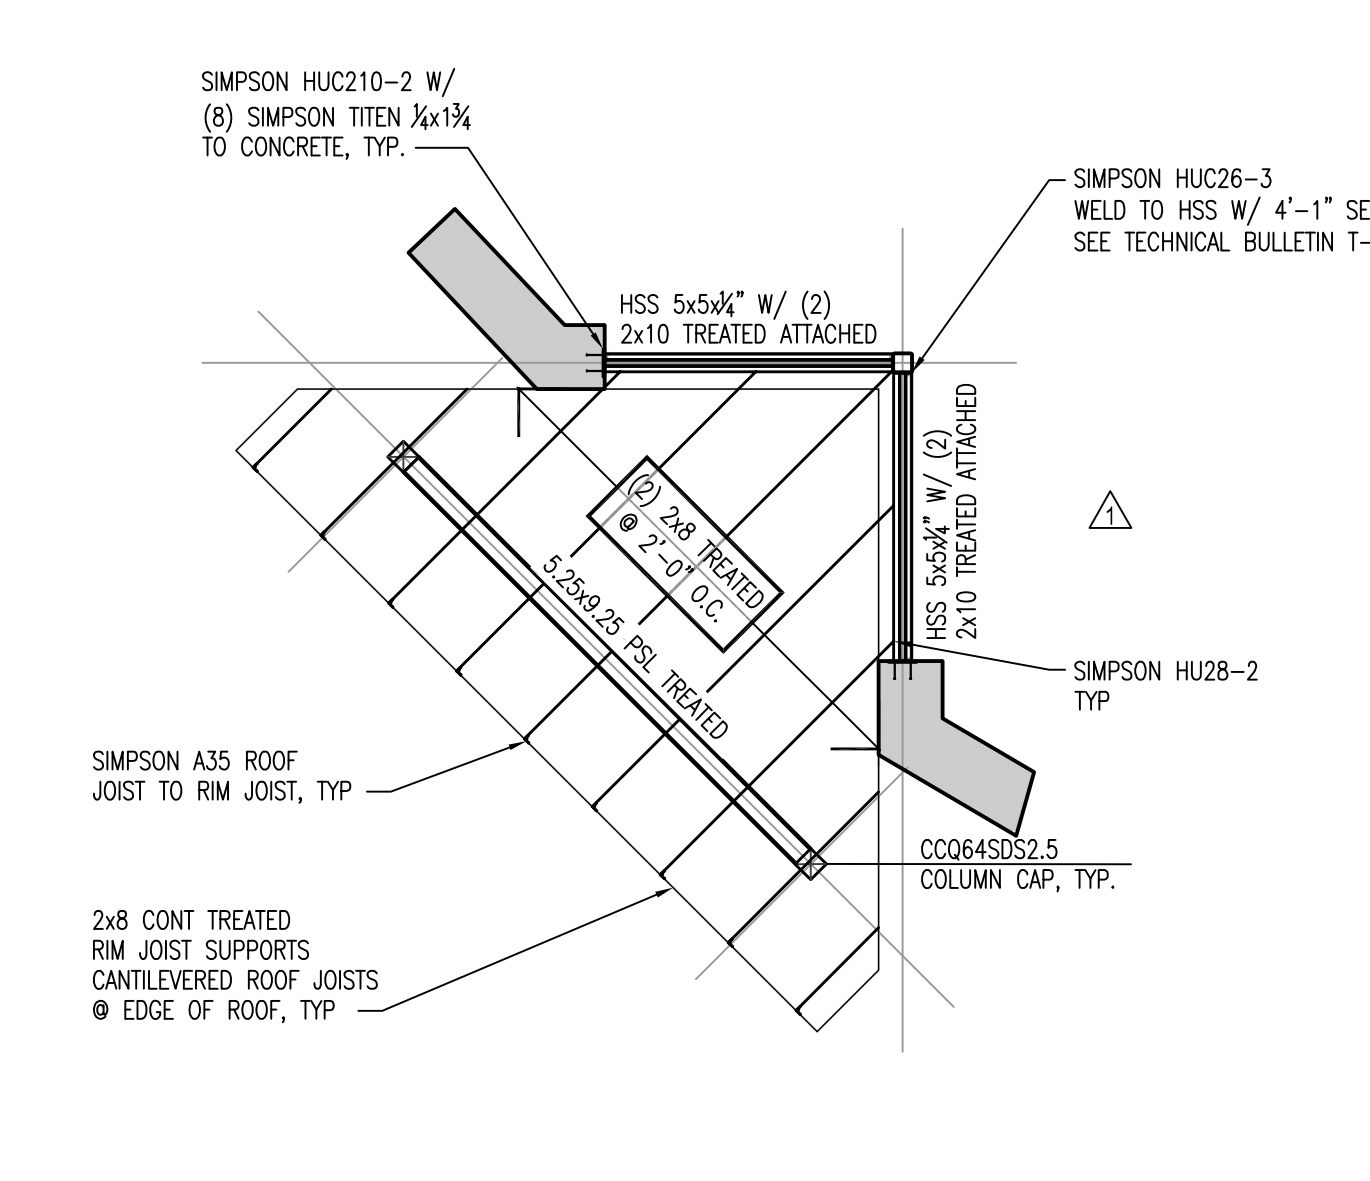 SIMPSON HUC210-2 W/
(8) SIMPSON TITEN ¼x1¾
TO CONCRETE, TYP.
SIMPSON HUC26-3
WELD TO HSS W/ 4'-1" SE
SEE TECHNICAL BULLETIN T-
HSS 5x5x¼" W/ (2)
2x10 TREATED ATTACHED
HSS 5x5x¼" W/ (2)
2x10 TREATED ATTACHED
(2) 2x8 TREATED
@ 2'-0" O.C.
1
5.25x9.25 PSL TREATED
SIMPSON HU28-2
TYP
SIMPSON A35 ROOF
JOIST TO RIM JOIST, TYP
CCQ64SDS2.5
COLUMN CAP, TYP.
2x8 CONT TREATED
RIM JOIST SUPPORTS
CANTILEVERED ROOF JOISTS
@ EDGE OF ROOF, TYP